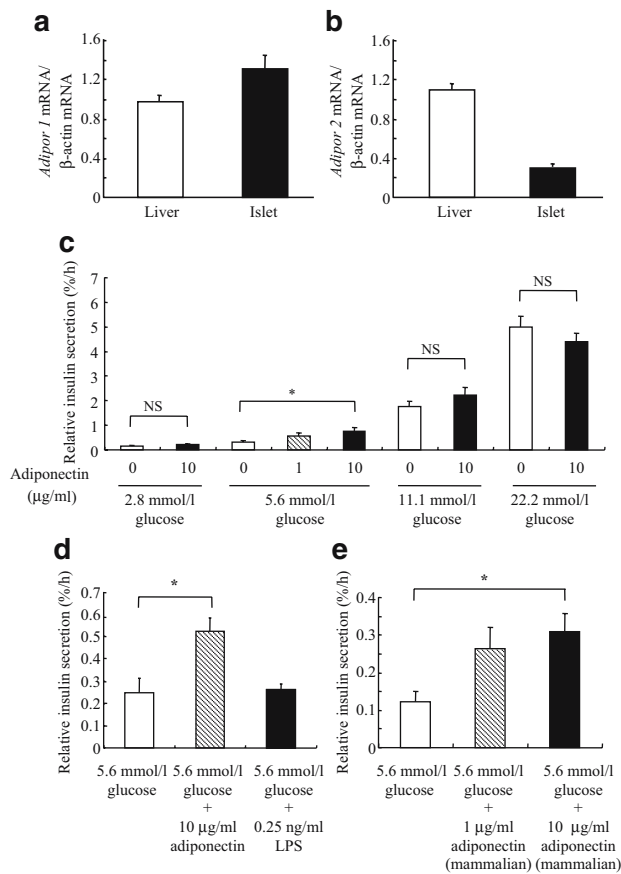 a
b
1.6
1.2
0.8
0.4
0
Adipor 1 mRNA/
β-actin mRNA
Liver
Islet
1.6
1.2
0.8
0.4
0
Adipor 2 mRNA/
β-actin mRNA
Liver
Islet
c
7
6
5
4
3
2
1
0
Relative insulin secretion (%/h)
NS
*
NS
NS
Adiponectin
(μg/ml)
0 10 0 1 10 0 10 0 10
2.8 mmol/l
glucose
5.6 mmol/l
glucose
11.1 mmol/l
glucose
22.2 mmol/l
glucose
d
0.7
0.6
0.5
0.4
0.3
0.2
0.1
0
Relative insulin secretion (%/h)
*
5.6 mmol/l
glucose
5.6 mmol/l
glucose
+
10 μg/ml
adiponectin
5.6 mmol/l
glucose
+
0.25 ng/ml
LPS
e
0.4
0.3
0.2
0.1
0
Relative insulin secretion (%/h)
*
5.6 mmol/l
glucose
5.6 mmol/l
glucose
+
1 μg/ml
adiponectin
(mammalian)
5.6 mmol/l
glucose
+
10 μg/ml
adiponectin
(mammalian)